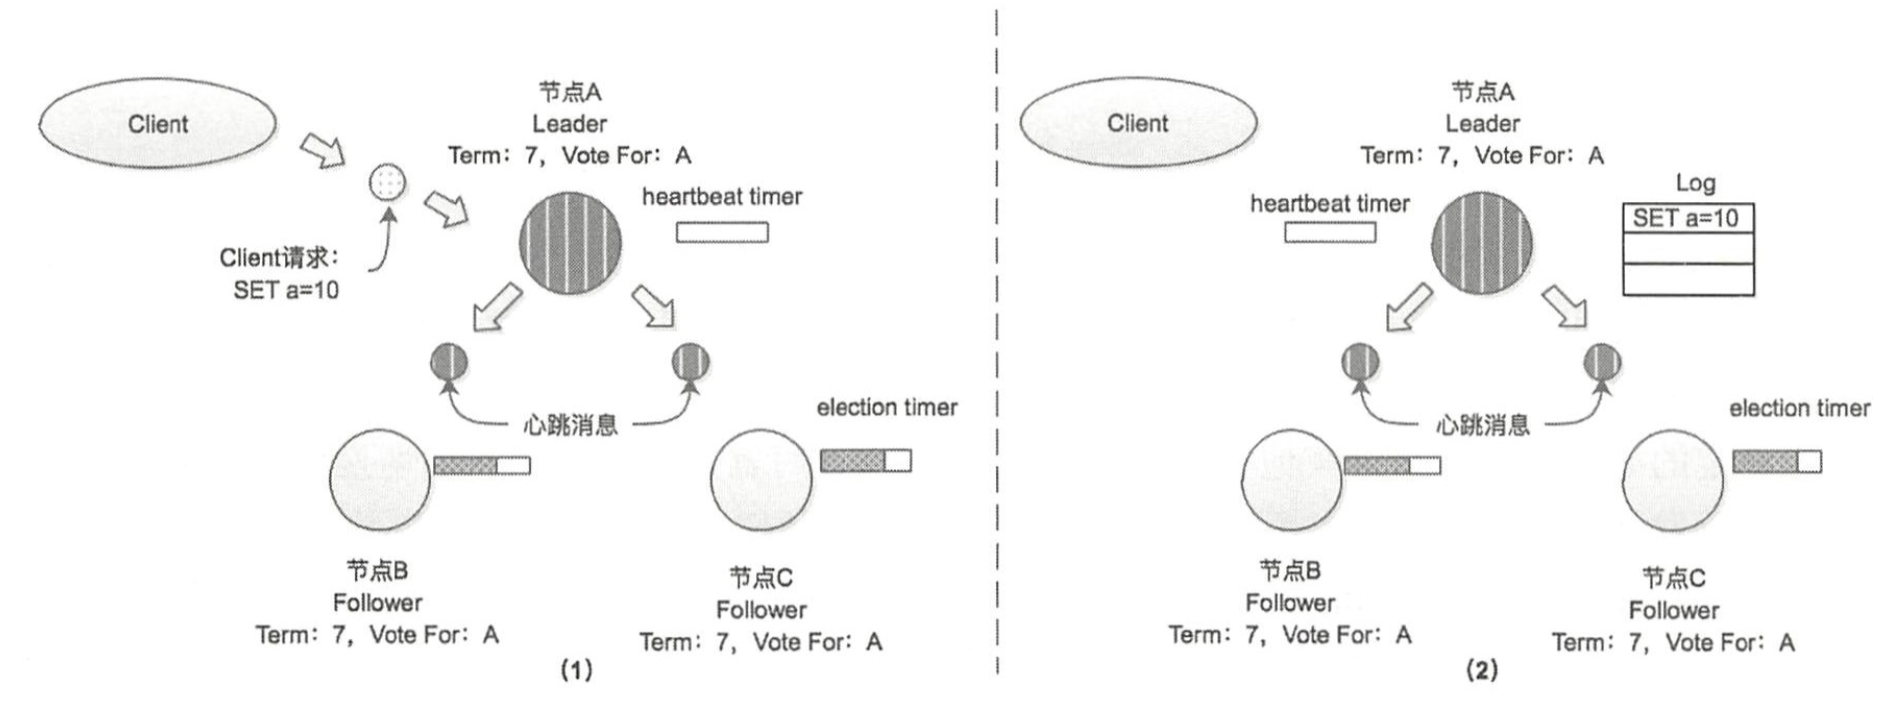 Client
节点A
Leader
Term：7，Vote For：A
heartbeat timer
Client请求：
SET a=10
心跳消息
election timer
节点B
Follower
Term：7，Vote For：A
节点C
Follower
Term：7，Vote For：A
(1)
Client
节点A
Leader
Term：7，Vote For：A
heartbeat timer
Log
SET a=10
心跳消息
election timer
节点B
Follower
Term：7，Vote For：A
节点C
Follower
Term：7，Vote For：A
(2)